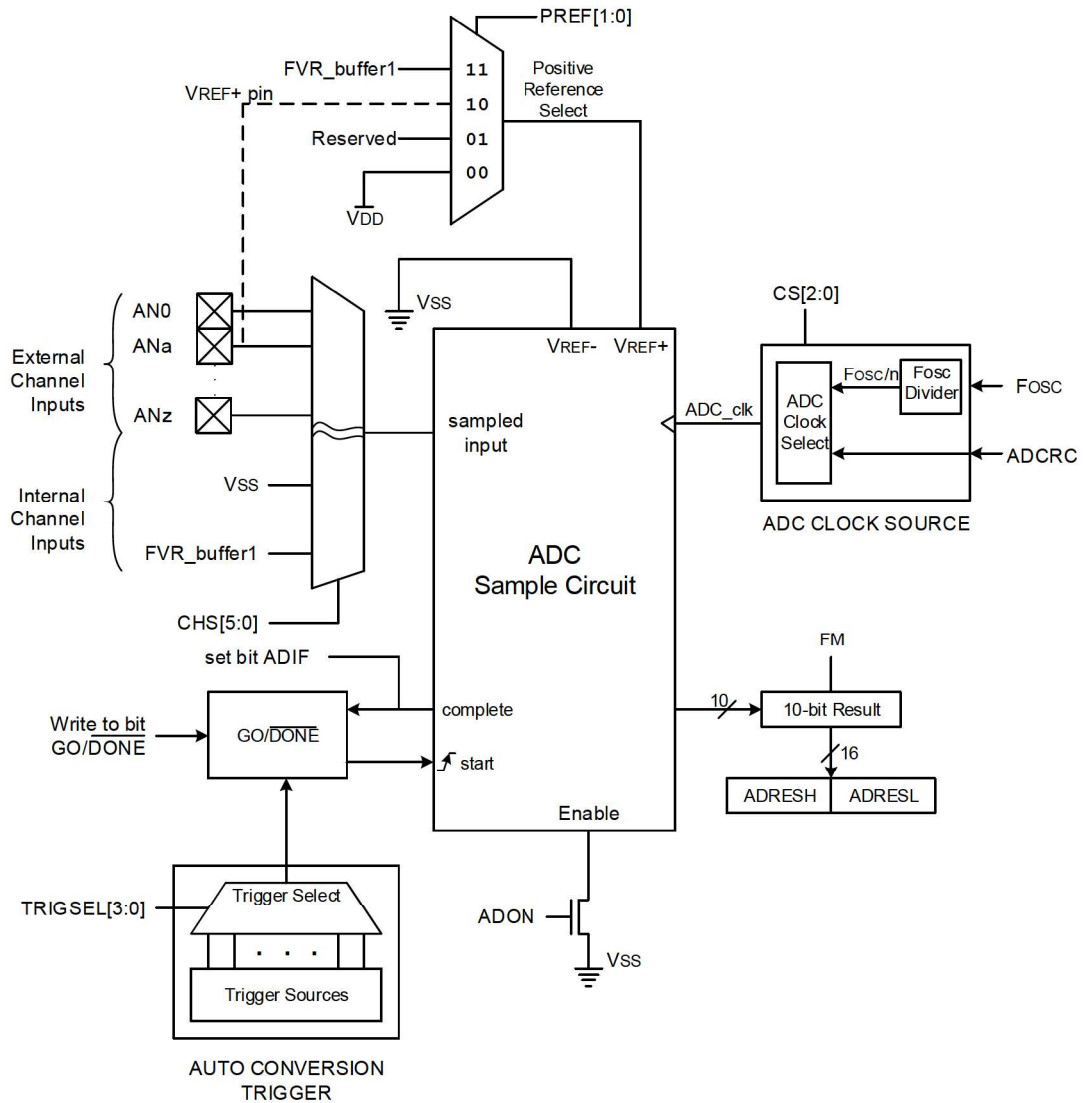 PREF[1:0]
FVR_buffer1
11
Positive
Reference
Select
VREF+ pin
10
Reserved
01
00
VDD
VSS
CS[2:0]
AN0
ANa
External
Channel
Inputs
ANz
VREF- VREF+
Fosc/n
Fosc
Divider
FOSC
ADC
Clock
Select
ADC_clk
ADCRC
ADC CLOCK SOURCE
sampled
input
VSS
Internal
Channel
Inputs
FVR_buffer1
ADC
Sample Circuit
CHS[5:0]
set bit ADIF
FM
complete
10
10-bit Result
Write to bit
GO/DONE
GO/DONE
start
16
ADRESH
ADRESL
Enable
TRIGSEL[3:0]
Trigger Select
. . .
Trigger Sources
ADON
VSS
AUTO CONVERSION
TRIGGER